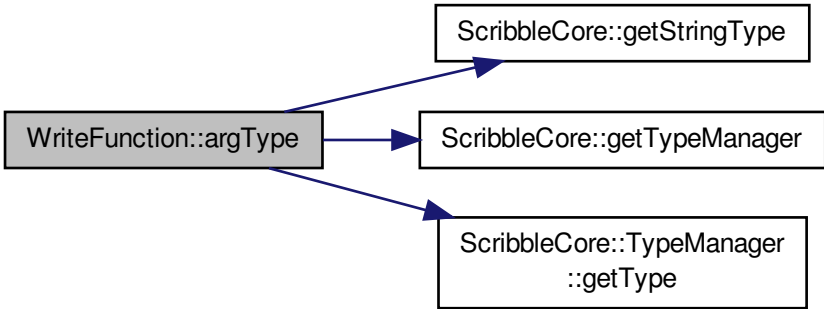 ScribbleCore::getStringType
WriteFunction::argType
ScribbleCore::getTypeManager
ScribbleCore::TypeManager
::getType